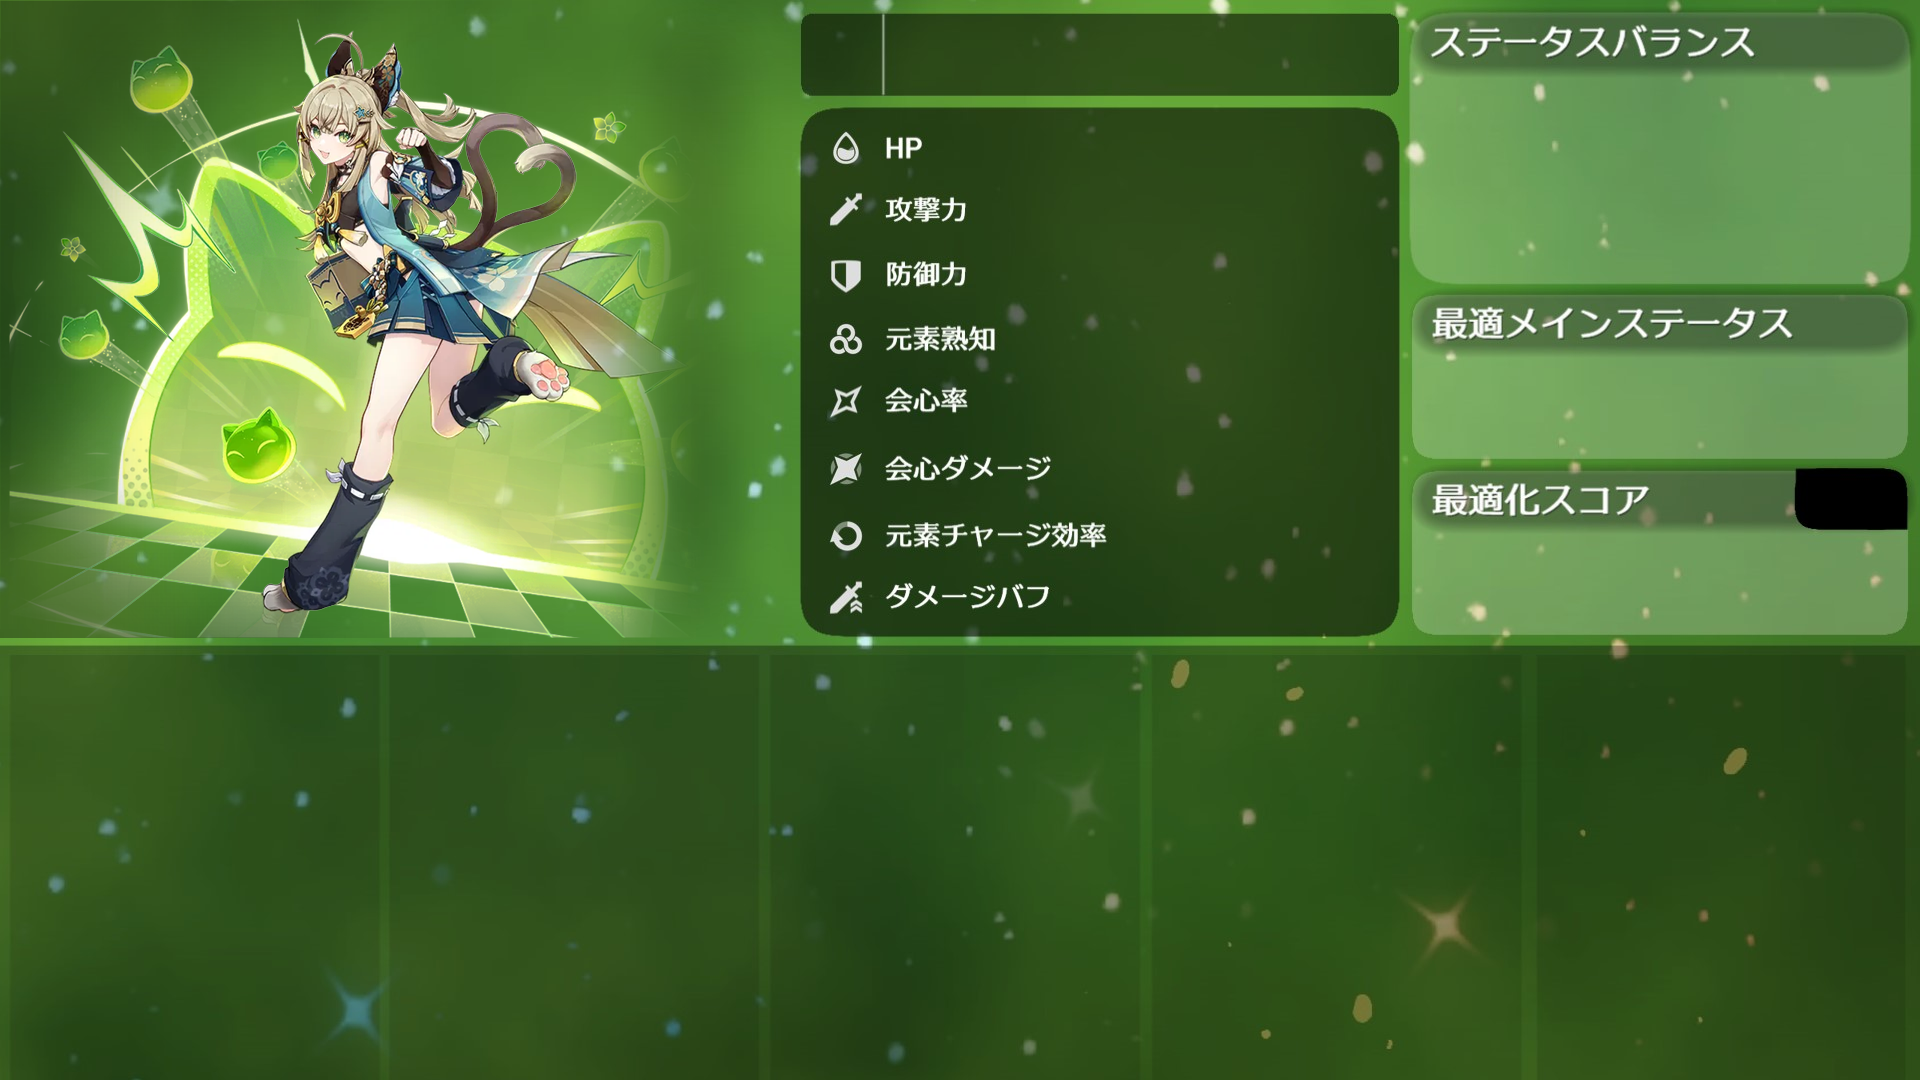 HP
攻撃力
防御力
元素熟知
会心率
会心ダメージ
元素チャージ効率
ダメージバフ
ステータスバランス
最適メインステータス
最適化スコア